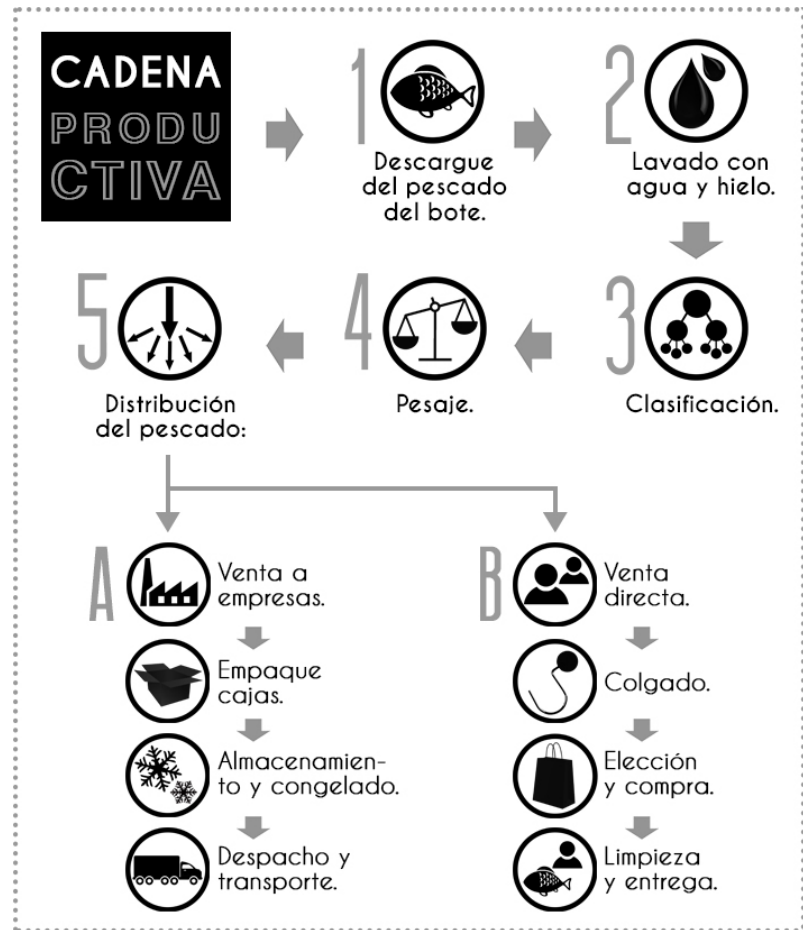 CADENA
PRODU
CTIVA
1
Descargue
del pescado
del bote.
2
Lavado con
agua y hielo.
3
Clasificación.
4
Pesaje.
5
Distribución
del pescado:
A
Venta a
empresas.
Empaque
cajas.
Almacenamien-
to y congelado.
Despacho y
transporte.
B
Venta
directa.
Colgado.
Elección
y compra.
Limpieza
y entrega.